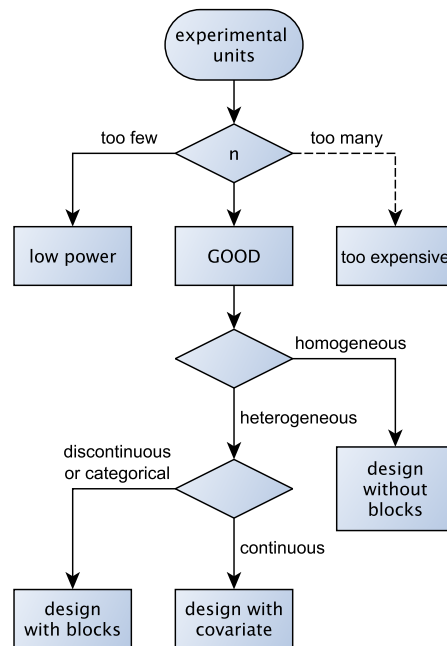 experimental
units
too few
too many
n
low power
GOOD
too expensive
homogeneous
heterogeneous
discontinuous
or categorical
design
without
blocks
continuous
design
with blocks
design with
covariate